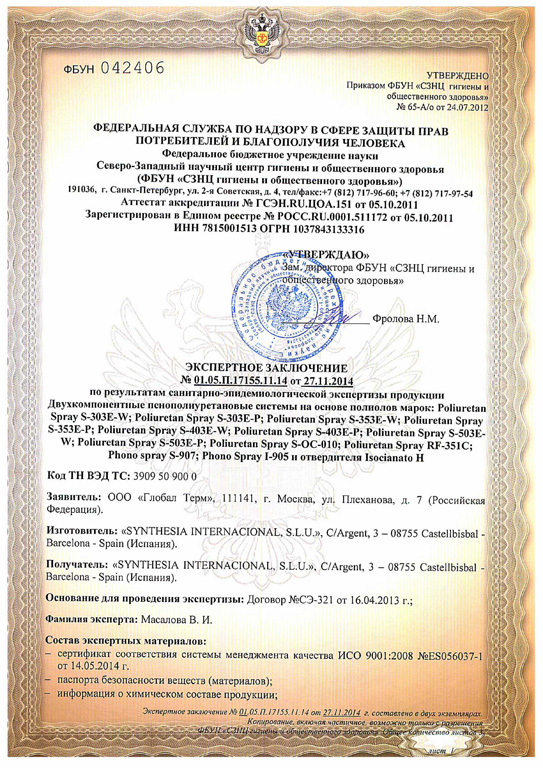 ФБУН 042406
УТВЕРЖДЕНО
Приказом ФБУН «СЗНЦ гигиены и
общественного здоровья»
№ 65-А/о от 24.07.2012
ФЕДЕРАЛЬНАЯ СЛУЖБА ПО НАДЗОРУ В СФЕРЕ ЗАЩИТЫ ПРАВ
ПОТРЕБИТЕЛЕЙ И БЛАГОПОЛУЧИЯ ЧЕЛОВЕКА
Федеральное бюджетное учреждение науки
Северо-Западный научный центр гигиены и общественного здоровья
(ФБУН «СЗНЦ гигиены и общественного здоровья»)
191036, г. Санкт-Петербург, ул. 2-я Советская, д. 4, тел/факс:+7 (812) 717-96-60; +7 (812) 717-97-54
Аттестат аккредитации № ГСЭН.RU.ЦОА.151 от 05.10.2011
Зарегистрирован в Едином реестре № РОСС.RU.0001.511172 от 05.10.2011
ИНН 7815001513 ОГРН 1037843133316
«УТВЕРЖДАЮ»
Зам. директора ФБУН «СЗНЦ гигиены и
общественного здоровья»
Фролова Н.М.
ЭКСПЕРТНОЕ ЗАКЛЮЧЕНИЕ
№ 01.05.П.17155.11.14 от 27.11.2014
по результатам санитарно-эпидемиологической экспертизы продукции
Двухкомпонентные пенополиуретановые системы на основе полиолов марок: Poliuretan
Spray S-303E-W; Poliuretan Spray S-303E-P; Poliuretan Spray S-353E-W; Poliuretan Spray
S-353E-P; Poliuretan Spray S-403E-W; Poliuretan Spray S-403E-P; Poliuretan Spray S-503E-
W; Poliuretan Spray S-503E-P; Poliuretan Spray S-OC-010; Poliuretan Spray RF-351C;
Phono spray S-907; Phono Spray I-905 и отвердителя Isocianato H
Код ТН ВЭД ТС: 3909 50 900 0
Заявитель: ООО «Глобал Терм», 111141, г. Москва, ул. Плеханова, д. 7 (Российская
Федерация).
Изготовитель: «SYNTHESIA INTERNACIONAL, S.L.U.», C/Argent, 3 – 08755 Castellbisbal -
Barcelona - Spain (Испания).
Получатель: «SYNTHESIA INTERNACIONAL, S.L.U.», C/Argent, 3 – 08755 Castellbisbal -
Barcelona - Spain (Испания).
Основание для проведения экспертизы: Договор №СЭ-321 от 16.04.2013 г.;
Фамилия эксперта: Масалова В. И.
Состав экспертных материалов:
– сертификат соответствия системы менеджмента качества ИСО 9001:2008 №ES056037-1
от 14.05.2014 г.
– паспорта безопасности веществ (материалов);
– информация о химическом составе продукции;
Экспертное заключение № 01.05.П.17155.11.14 от 27.11.2014 г. составлено в двух экземплярах.
Копирование, включая частичное, возможно только с разрешения
ФБУН «СЗНЦ гигиены и общественного здоровья. Общее количество листов 3.
лист 1